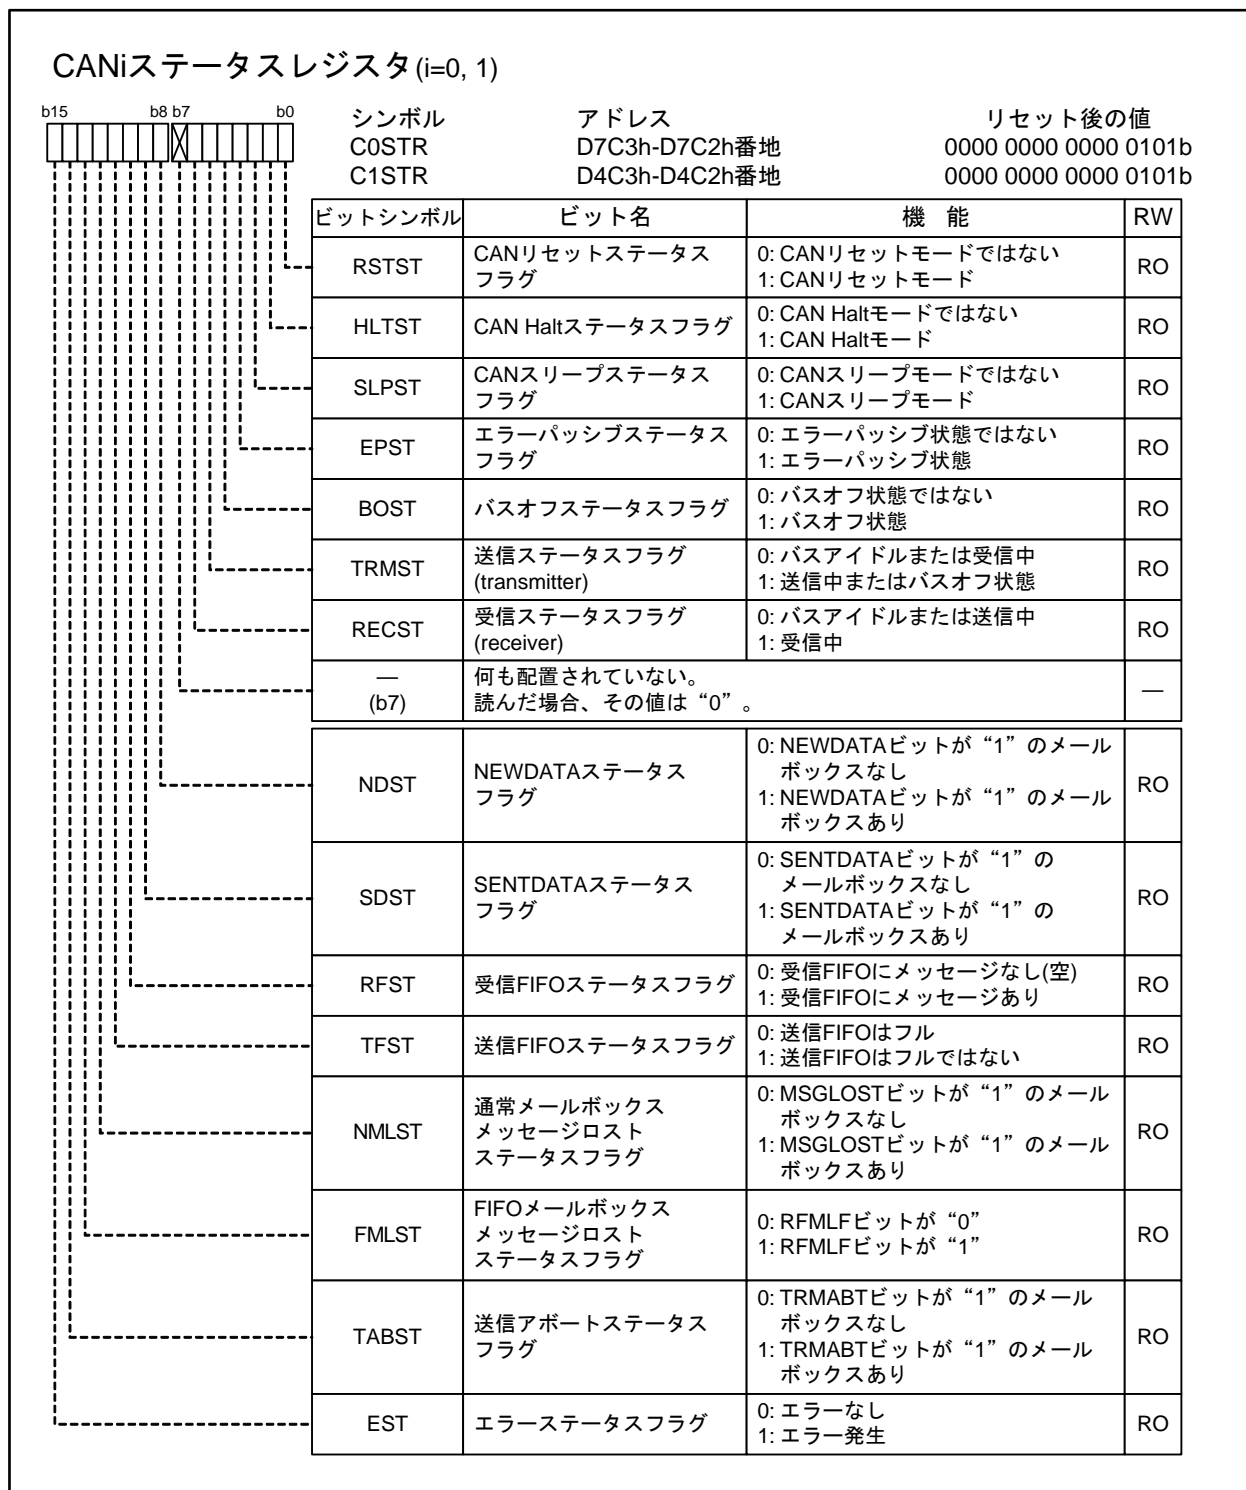 CANiステータスレジスタ(i=0, 1)
b15 b8 b7 b0
シンボル アドレス リセット後の値
C0STR D7C3h-D7C2h番地 0000 0000 0000 0101b
C1STR D4C3h-D4C2h番地 0000 0000 0000 0101b
ビットシンボル ビット名 機 能 RW
RSTST CANリセットステータス
フラグ 0: CANリセットモードではない
1: CANリセットモード RO
HLTST CAN Haltステータスフラグ 0: CAN Haltモードではない
1: CAN Haltモード RO
SLPST CANスリープステータス
フラグ 0: CANスリープモードではない
1: CANスリープモード RO
EPST エラーパッシブステータス
フラグ 0: エラーパッシブ状態ではない
1: エラーパッシブ状態 RO
BOST バスオフステータスフラグ 0: バスオフ状態ではない
1: バスオフ状態 RO
TRMST 送信ステータスフラグ
(transmitter) 0: バスアイドルまたは受信中
1: 送信中またはバスオフ状態 RO
RECST 受信ステータスフラグ
(receiver) 0: バスアイドルまたは送信中
1: 受信中 RO
—
(b7) 何も配置されていない。
読んだ場合、その値は“0”。 —
NDST NEWDATAステータス
フラグ 0: NEWDATAビットが“1”のメール
ボックスなし
1: NEWDATAビットが“1”のメール
ボックスあり RO
SDST SENTDATAステータス
フラグ 0: SENTDATAビットが“1”の
メールボックスなし
1: SENTDATAビットが“1”の
メールボックスあり RO
RFST 受信FIFOステータスフラグ 0: 受信FIFOにメッセージなし(空)
1: 受信FIFOにメッセージあり RO
TFST 送信FIFOステータスフラグ 0: 送信FIFOはフル
1: 送信FIFOはフルではない RO
NMLST 通常メールボックス
メッセージロスト
ステータスフラグ 0: MSGLOSTビットが“1”のメール
ボックスなし
1: MSGLOSTビットが“1”のメール
ボックスあり RO
FMLST FIFOメールボックス
メッセージロスト
ステータスフラグ 0: RFMLFビットが“0”
1: RFMLFビットが“1” RO
TABST 送信アボートステータス
フラグ 0: TRMABTビットが“1”のメール
ボックスなし
1: TRMABTビットが“1”のメール
ボックスあり RO
EST エラーステータスフラグ 0: エラーなし
1: エラー発生 RO